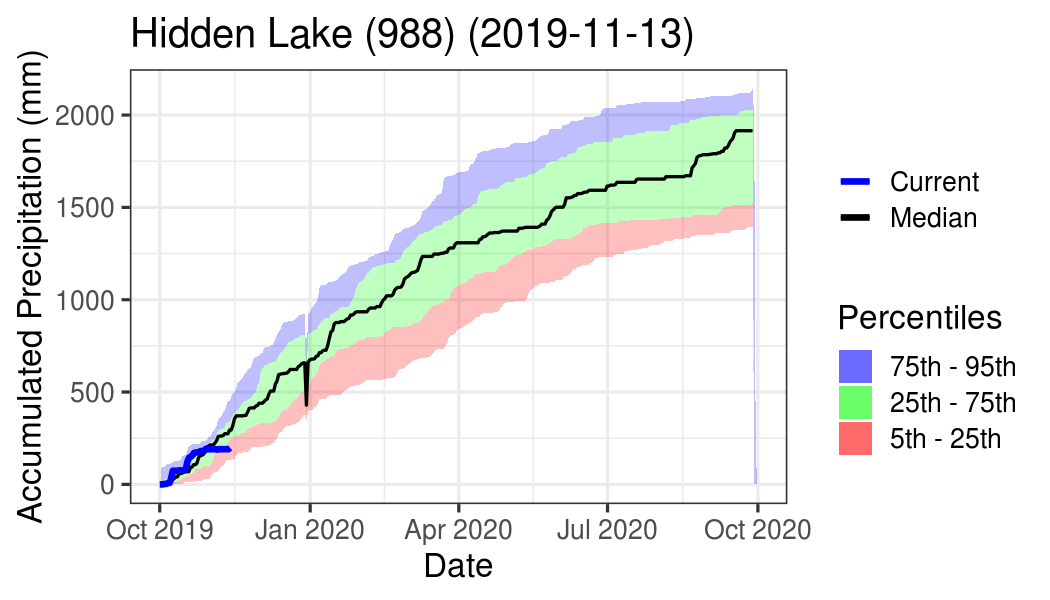 Hidden Lake (988) (2019-11-13)
Accumulated Precipitation (mm)
2000
1500
1000
500
0
Oct 2019
Jan 2020
Apr 2020
Jul 2020
Oct 2020
Date
Current
Median
Percentiles
75th - 95th
25th - 75th
5th - 25th